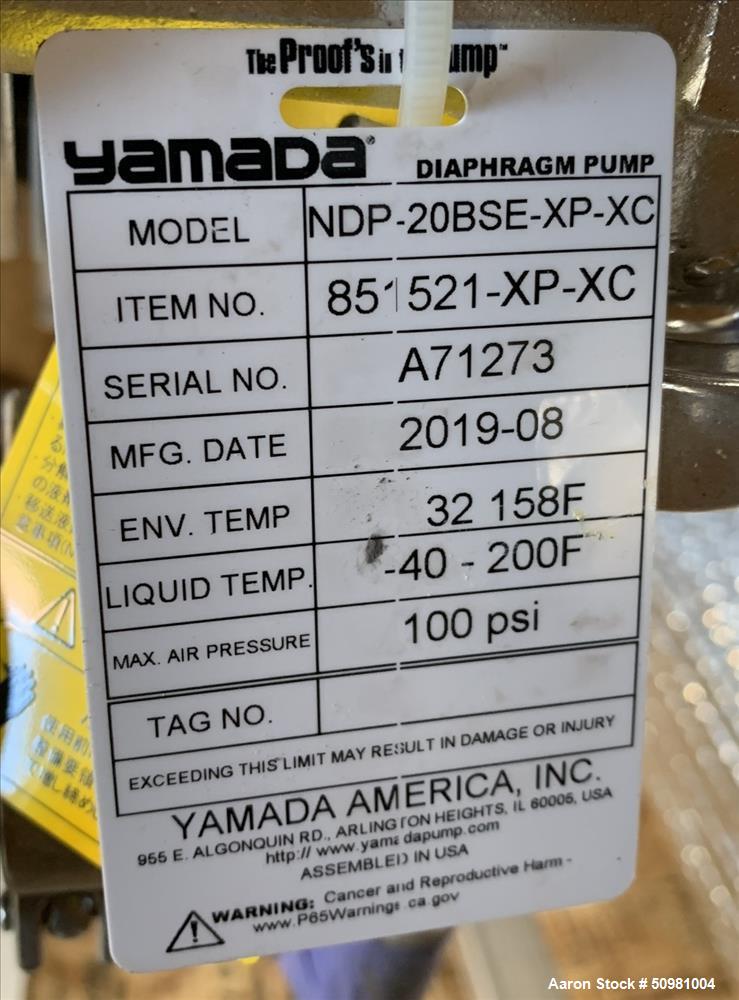 The Proof's in t Pump™
yamada® DIAPHRAGM PUMP
MODEL NDP-20BSE-XP-XC
ITEM NO. 851521-XP-XC
SERIAL NO. A71273
MFG. DATE 2019-08
ENV. TEMP 32 158F
LIQUID TEMP. -40 - 200F
MAX. AIR PRESSURE 100 psi
TAG NO.
EXCEEDING THIS LIMIT MAY RESULT IN DAMAGE OR INJURY
YAMADA AMERICA, INC.
955 E. ALGONQUIN RD., ARLINGTON HEIGHTS, IL 60005, USA
http:// www.yamadapump.com
ASSEMBLED IN USA
WARNING: Cancer and Reproductive Harm -
www.P65Warnings.ca.gov
Aaron Stock # 50981004